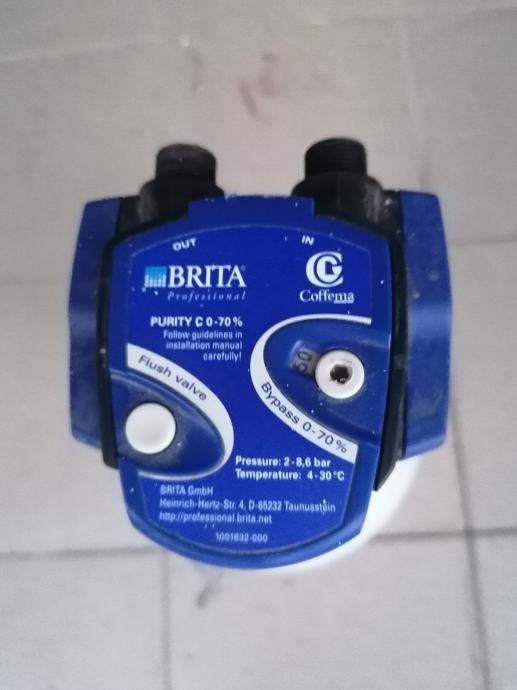 OUT
IN
BRITA
Professional
Coffema
PURITY C 0-70%
Follow guidelines in
installation manual
carefully!
Flush valve
50
Bypass 0-70%
Pressure: 2-8,6 bar
Temperature: 4-30°C
BRITA GmbH
Heinrich-Hertz-Str. 4, D-65232 Taunusstein
http://professional.brita.net
1001632-000